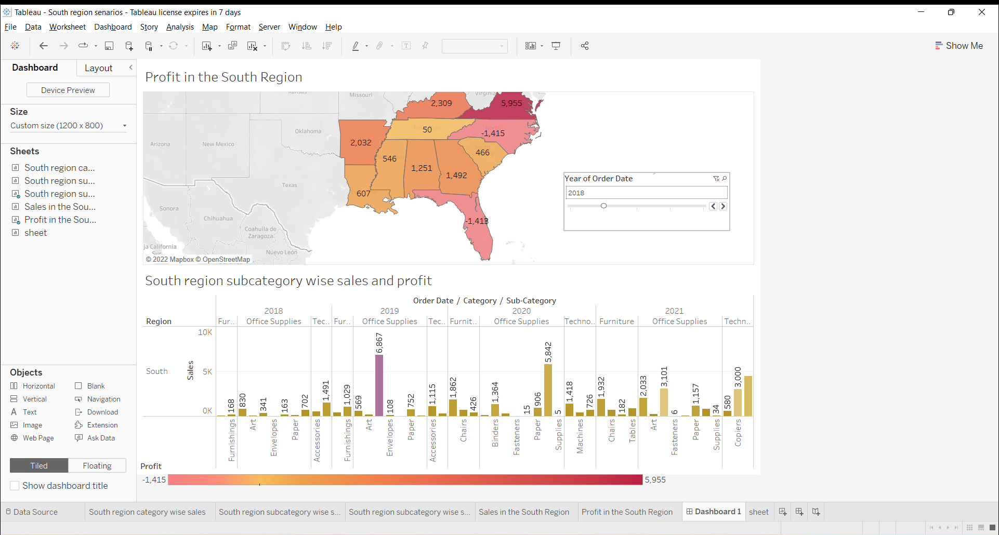 Tableau - South region senarios - Tableau license expires in 7 days
File Data Worksheet Dashboard Story Analysis Map Format Server Window Help
Show Me
Dashboard Layout
Device Preview
Size
Custom size (1200 x 800)
Sheets
South region ca...
South region su...
South region su...
Sales in the Sou...
Profit in the Sou...
sheet
Objects
Horizontal Blank
Vertical Navigation
Text Download
Image Extension
Web Page Ask Data
Tiled Floating
Show dashboard title
Profit in the South Region
Kansas Missouri Virginia
2,309 5,955
Oklahoma 50 North
-1,415
Arizona New Mexico 2,032
546 466
1,251
1,492
Texas
607
Sonora
Chihuahua
-1,413
Coahuila de
Zaragoza
ja California
Sur
Nuevo León
© 2022 Mapbox © OpenStreetMap
Year of Order Date
2018
South region subcategory wise sales and profit
Order Date / Category / Sub-Category
2018 2019 2020 2021
Region Fur.. Office Supplies Tec.. Fur.. Office Supplies Tec.. Furnit.. Office Supplies Techno.. Furniture Office Supplies Techn..
10K
South Sales 5K
0K
168 830 341 163 702 1,491 1,029 569 6,867 108 752 1,115 1,862 426 1,364 15 906 5,842 5 1,418 726 1,932 182 2,033 3,101 6 1,157 34 580 3,000
Furnishings Art Envelopes Paper Accessories Furnishings Art Envelopes Paper Accessories Chairs Binders Fasteners Paper Supplies Machines Chairs Tables Art Fasteners Paper Supplies Copiers
Profit
-1,415 5,955
Data Source South region category wise sales South region subcategory wise s... South region subcategory wise s... Sales in the South Region Profit in the South Region Dashboard 1 sheet